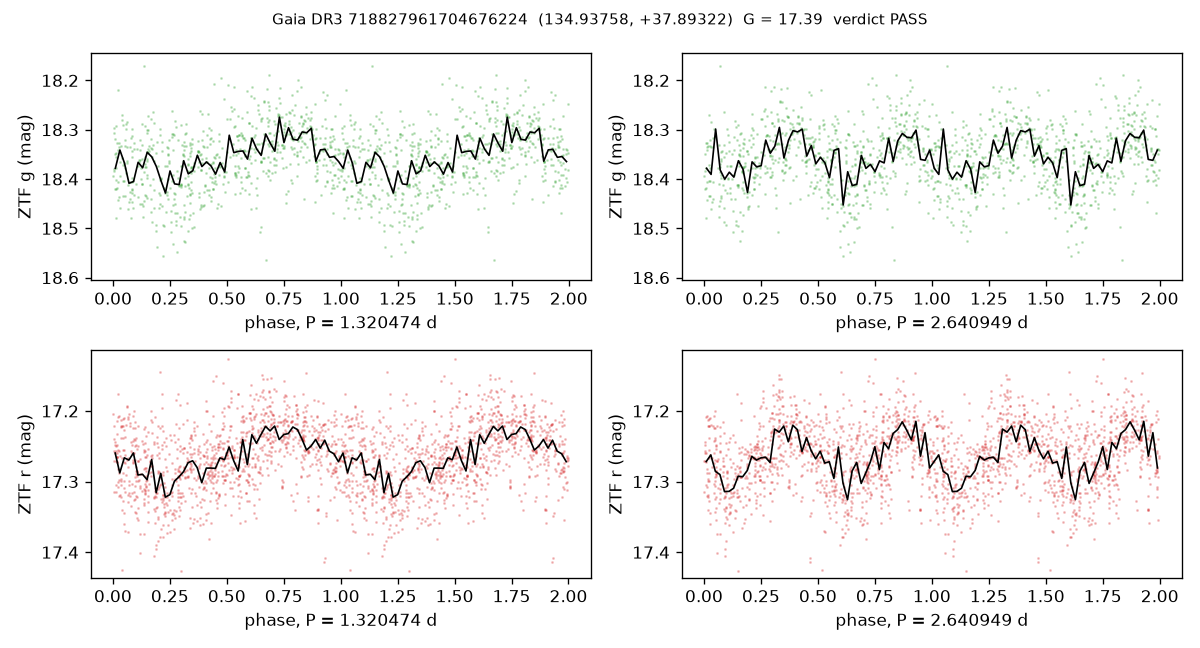 Gaia DR3 718827961704676224  (134.93758, +37.89322)  G = 17.39  verdict PASS
ZTF g (mag)
18.2
18.3
18.4
18.5
18.6
0.00 0.25 0.50 0.75 1.00 1.25 1.50 1.75 2.00
phase, P = 1.320474 d
ZTF g (mag)
18.2
18.3
18.4
18.5
18.6
0.00 0.25 0.50 0.75 1.00 1.25 1.50 1.75 2.00
phase, P = 2.640949 d
ZTF r (mag)
17.2
17.3
17.4
0.00 0.25 0.50 0.75 1.00 1.25 1.50 1.75 2.00
phase, P = 1.320474 d
ZTF r (mag)
17.2
17.3
17.4
0.00 0.25 0.50 0.75 1.00 1.25 1.50 1.75 2.00
phase, P = 2.640949 d